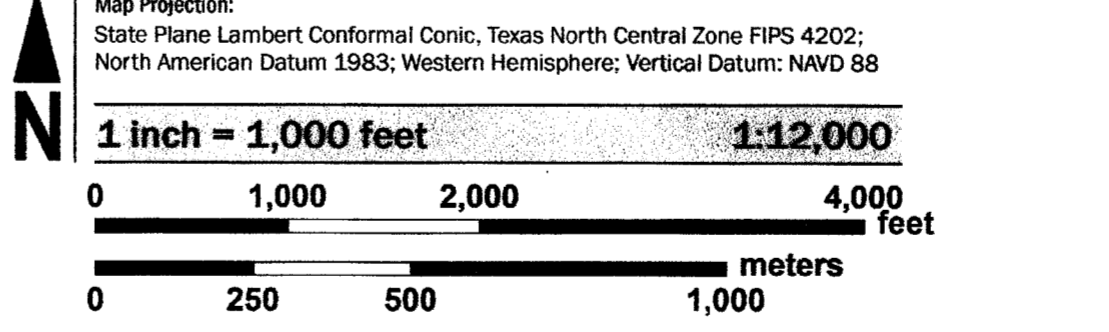 Map Projection:
State Plane Lambert Conformal Conic, Texas North Central Zone FIPS 4202;
North American Datum 1983; Western Hemisphere; Vertical Datum: NAVD 88
N
1 inch = 1,000 feet 1:12,000
0 1,000 2,000 4,000
feet
meters
0 250 500 1,000